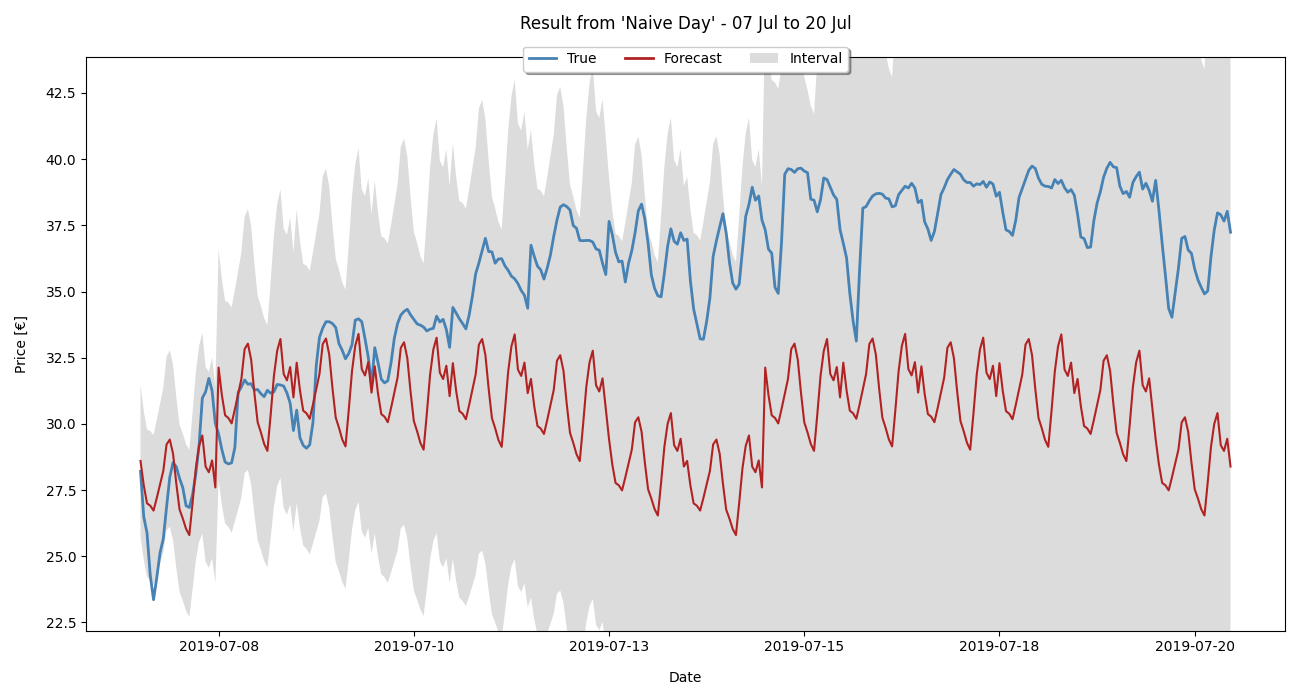 Result from 'Naive Day' - 07 Jul to 20 Jul
True Forecast Interval
42.5
40.0
37.5
35.0
32.5
30.0
27.5
25.0
22.5
Price [€]
2019-07-08 2019-07-10 2019-07-13 2019-07-15 2019-07-18 2019-07-20
Date